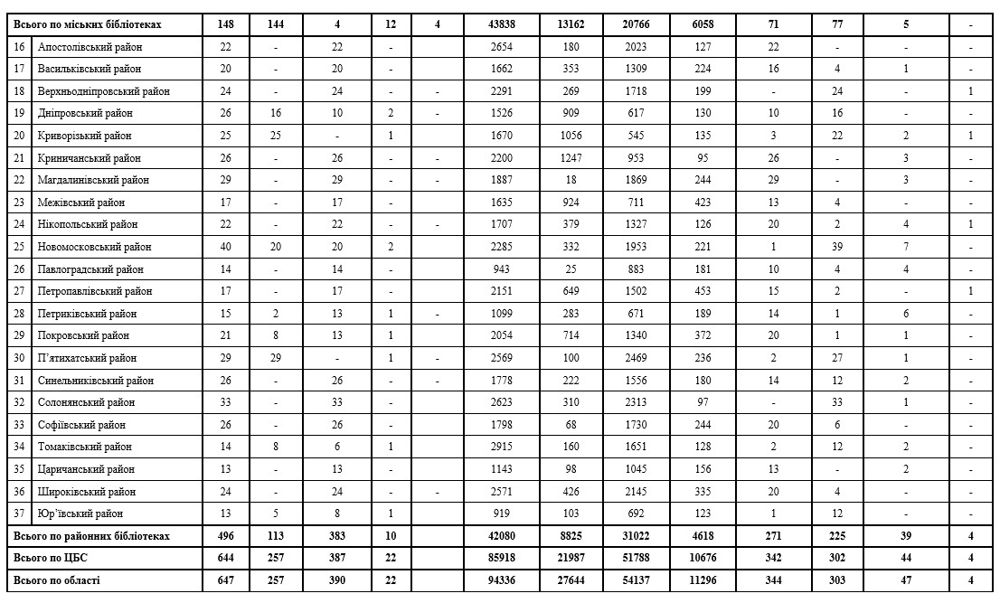 Всього по міських бібліотеках 148 144 4 12 4 43838 13162 20766 6058 71 77 5 -
16 Апостолівський район 22 - 22 - 2654 180 2023 127 22 - - -
17 Васильківський район 20 - 20 - 1662 353 1309 224 16 4 1 -
18 Верхньодніпровський район 24 - 24 - - 2291 269 1718 199 - 24 - 1
19 Дніпровський район 26 16 10 2 - 1526 909 617 130 10 16 - -
20 Криворізький район 25 25 - 1 1670 1056 545 135 3 22 2 1
21 Криничанський район 26 - 26 - - 2200 1247 953 95 26 - 3 -
22 Магдалинівський район 29 - 29 - - 1887 18 1869 244 29 - 3 -
23 Межівський район 17 - 17 - 1635 924 711 423 13 4 - -
24 Нікопольський район 22 - 22 - - 1707 379 1327 126 20 2 4 1
25 Новомосковський район 40 20 20 2 2285 332 1953 221 1 39 7 -
26 Павлоградський район 14 - 14 - 943 25 883 181 10 4 4 -
27 Петропавлівський район 17 - 17 - 2151 649 1502 453 15 2 - 1
28 Петриківський район 15 2 13 1 - 1099 283 671 189 14 1 6 -
29 Покровський район 21 8 13 1 2054 714 1340 372 20 1 1 -
30 П’ятихатський район 29 29 - 1 - 2569 100 2469 236 2 27 1 -
31 Синельниківський район 26 - 26 - - 1778 222 1556 180 14 12 2 -
32 Солонянський район 33 - 33 - 2623 310 2313 97 - 33 1 -
33 Софіївський район 26 - 26 - 1798 68 1730 244 20 6 - -
34 Томаківський район 14 8 6 1 2915 160 1651 128 2 12 2 -
35 Царичанський район 13 - 13 - 1143 98 1045 156 13 - 2 -
36 Широківський район 24 - 24 - - 2571 426 2145 335 20 4 - -
37 Юр’ївський район 13 5 8 1 919 103 692 123 1 12 - -
Всього по районних бібліотеках 496 113 383 10 42080 8825 31022 4618 271 225 39 4
Всього по ЦБС 644 257 387 22 85918 21987 51788 10676 342 302 44 4
Всього по області 647 257 390 22 94336 27644 54137 11296 344 303 47 4